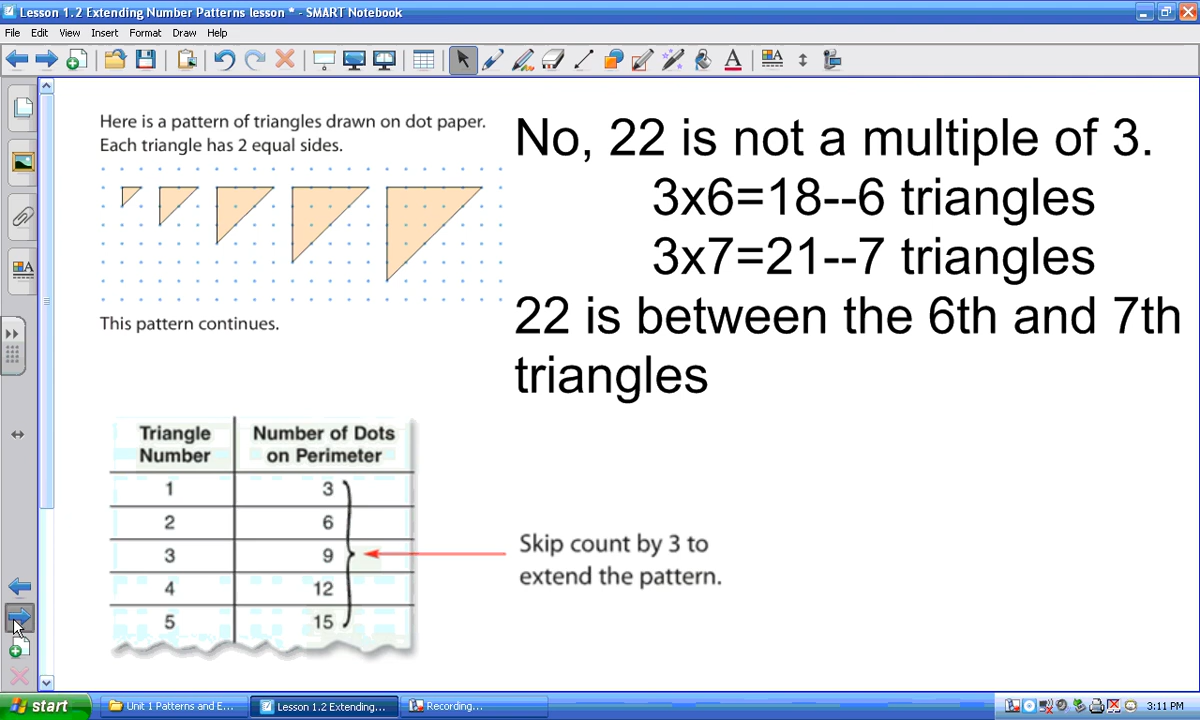 Lesson 1.2 Extending Number Patterns lesson * - SMART Notebook
File Edit View Insert Format Draw Help
Here is a pattern of triangles drawn on dot paper.
Each triangle has 2 equal sides.
This pattern continues.
No, 22 is not a multiple of 3.
3x6=18--6 triangles
3x7=21--7 triangles
22 is between the 6th and 7th
triangles
Triangle Number of Dots
Number on Perimeter
1 3
2 6
3 9
4 12
5 15
Skip count by 3 to
extend the pattern.
start Unit 1 Patterns and E... Lesson 1.2 Extending... Recording... 3:11 PM